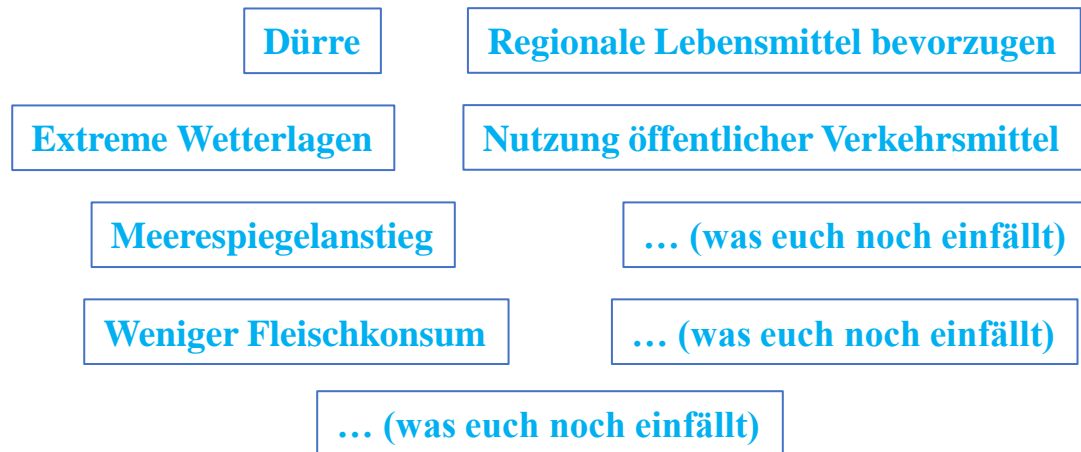 Dürre
Regionale Lebensmittel bevorzugen
Extreme Wetterlagen
Nutzung öffentlicher Verkehrsmittel
Meerespiegelanstieg
… (was euch noch einfällt)
Weniger Fleischkonsum
… (was euch noch einfällt)
… (was euch noch einfällt)